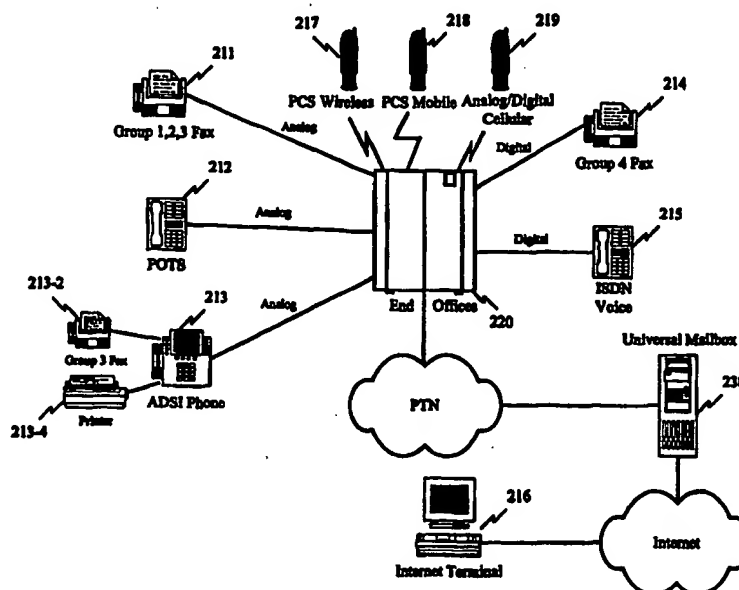 217
218
219
211
PCS Wireless
PCS Mobile
Analog/Digital
Cellular
214
Group 1,2,3 Fax
Analog
Digital
Group 4 Fax
212
Analog
POTS
215
Digital
ISDN
Voice
213-2
213
Analog
End
Offices
220
Universal Mailbox
Group 3 Fax
ADSI Phone
Printer
213-4
PTN
216
Internet Terminal
Internet